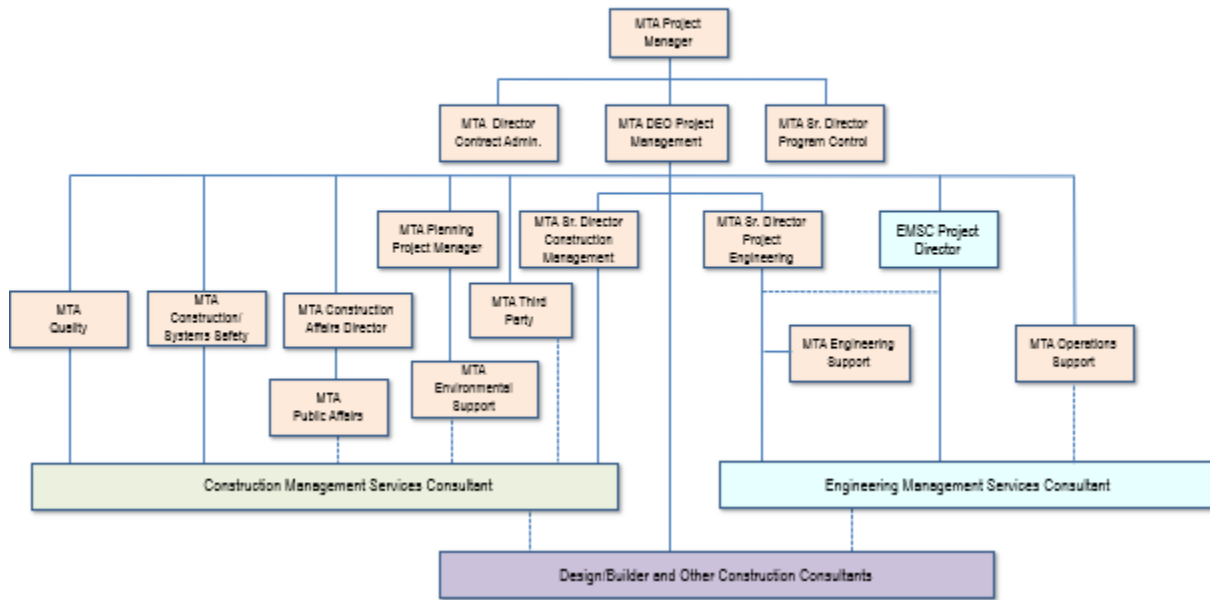 MTA Project
Manager
MTA Director
Contract Admin.
MTA DEO Project
Management
MTA Sr. Director
Program Control
MTA Planning
Project Manager
MTA Sr. Director
Construction
Management
MTA Sr. Director
Project
Engineering
EMSC Project
Director
MTA
Quality
MTA
Construction/
Systems Safety
MTA Construction
Affairs Director
MTA Third
Party
MTA Engineering
Support
MTA Operations
Support
MTA
Public Affairs
MTA
Environmental
Support
Construction Management Services Consultant
Engineering Management Services Consultant
Design/Builder and Other Construction Consultants